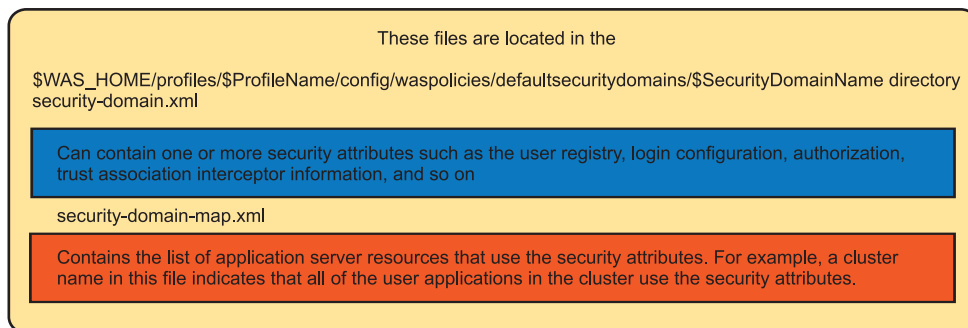 These files are located in the
$WAS_HOME/profiles/$ProfileName/config/waspolicies/defaultsecuritydomains/$SecurityDomainName directory
security-domain.xml
Can contain one or more security attributes such as the user registry, login configuration, authorization,
trust association interceptor information, and so on
security-domain-map.xml
Contains the list of application server resources that use the security attributes. For example, a cluster
name in this file indicates that all of the user applications in the cluster use the security attributes.